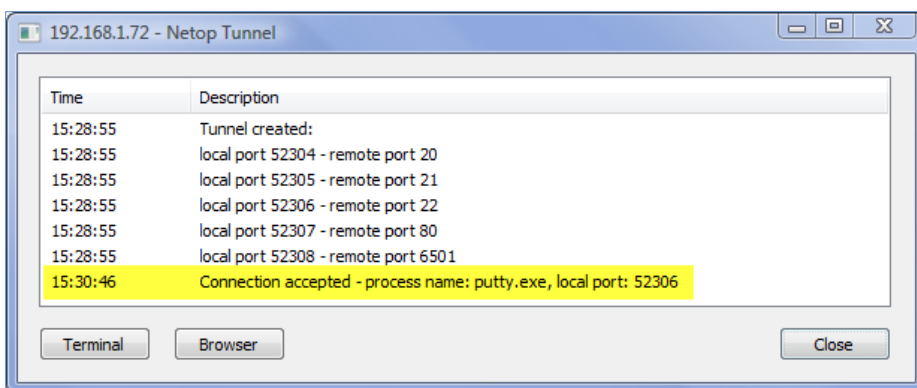 192.168.1.72 - Netop Tunnel
Time Description
15:28:55 Tunnel created:
15:28:55 local port 52304 - remote port 20
15:28:55 local port 52305 - remote port 21
15:28:55 local port 52306 - remote port 22
15:28:55 local port 52307 - remote port 80
15:28:55 local port 52308 - remote port 6501
15:30:46 Connection accepted - process name: putty.exe, local port: 52306
Terminal Browser Close